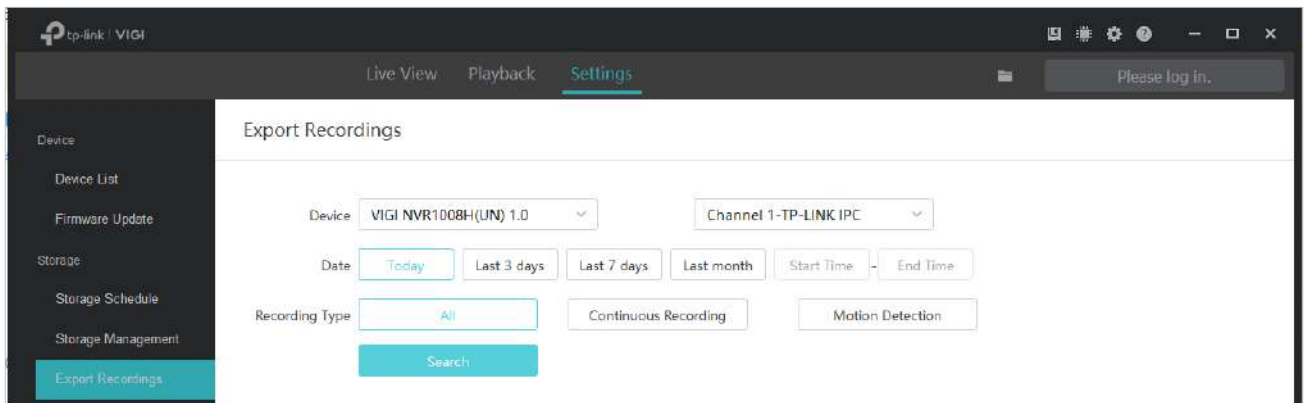 tp-link | VIGI
Live View Playback Settings Please log in.
Export Recordings
Device
Device List
Firmware Update
Storage
Storage Schedule
Storage Management
Export Recordings
Device VIGI NVR1008H(UN) 1.0 Channel 1-TP-LINK IPC
Date Today Last 3 days Last 7 days Last month Start Time - End Time
Recording Type All Continuous Recording Motion Detection
Search